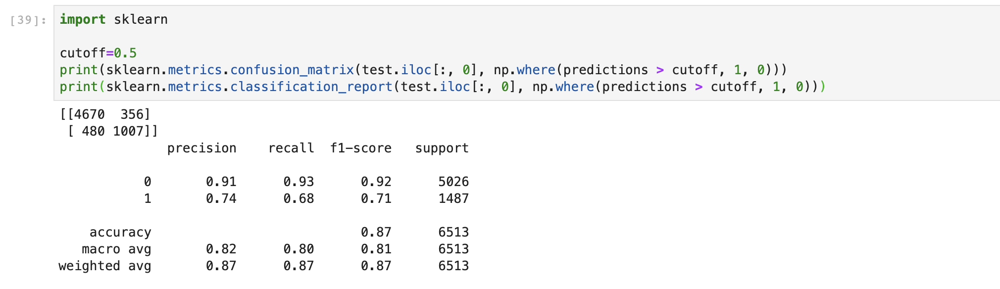 [39]:
import sklearn
cutoff=0.5
print(sklearn.metrics.confusion_matrix(test.iloc[:, 0], np.where(predictions > cutoff, 1, 0)))
print(sklearn.metrics.classification_report(test.iloc[:, 0], np.where(predictions > cutoff, 1, 0)))
[[4670  356]
 [ 480 1007]]
              precision    recall  f1-score   support
           0       0.91      0.93      0.92      5026
           1       0.74      0.68      0.71      1487
    accuracy                           0.87      6513
   macro avg       0.82      0.80      0.81      6513
weighted avg       0.87      0.87      0.87      6513